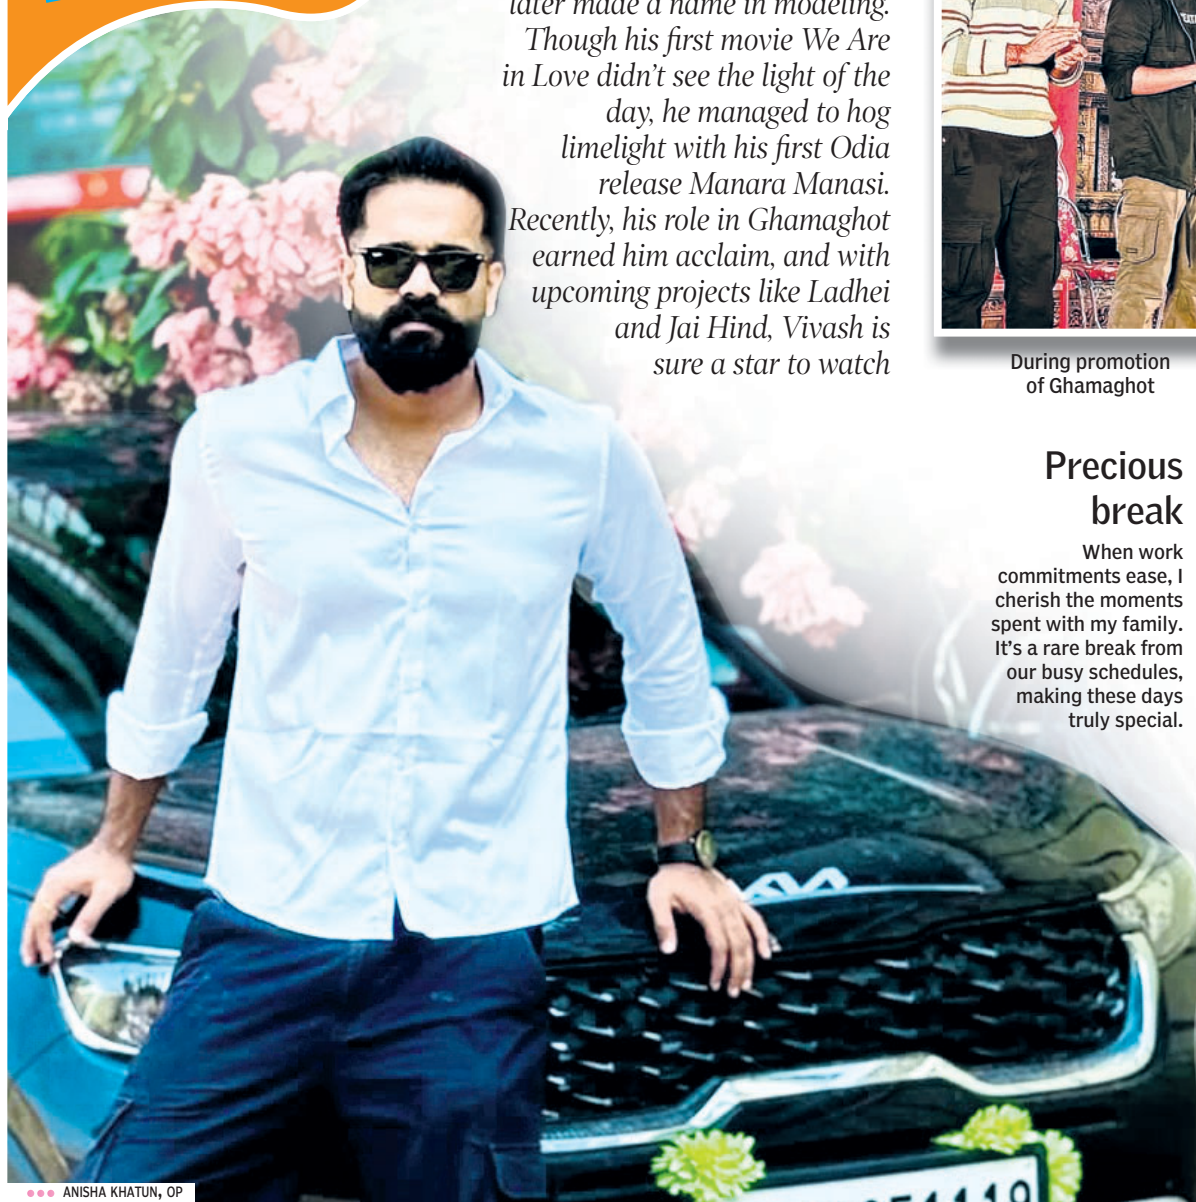 later made a name in modeling.
Though his first movie We Are
in Love didn't see the light of the
day, he managed to hog
limelight with his first Odia
release Manara Manasi.
Recently, his role in Ghamaghot
earned him acclaim, and with
upcoming projects like Ladhei
and Jai Hind, Vivash is
sure a star to watch
During promotion
of Ghamaghot
Precious
break
When work
commitments ease, I
cherish the moments
spent with my family.
It's a rare break from
our busy schedules,
making these days
truly special.
ANISHA KHATUN, OP